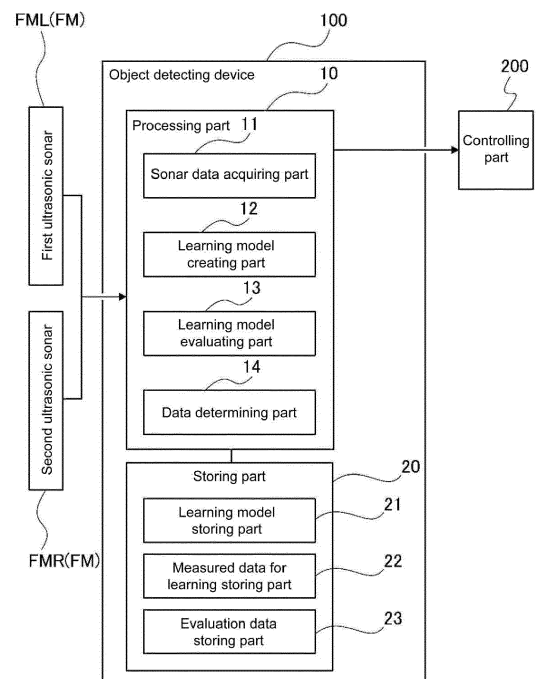 FML(FM)
100
Object detecting device
10
200
Processing part
11
Controlling
part
Sonar data acquiring part
First ultrasonic sonar
12
Learning model
creating part
13
Learning model
evaluating part
Second ultrasonic sonar
14
Data determining part
Storing part
20
Learning model
storing part
21
FMR(FM)
Measured data for
learning storing part
22
Evaluation data
storing part
23